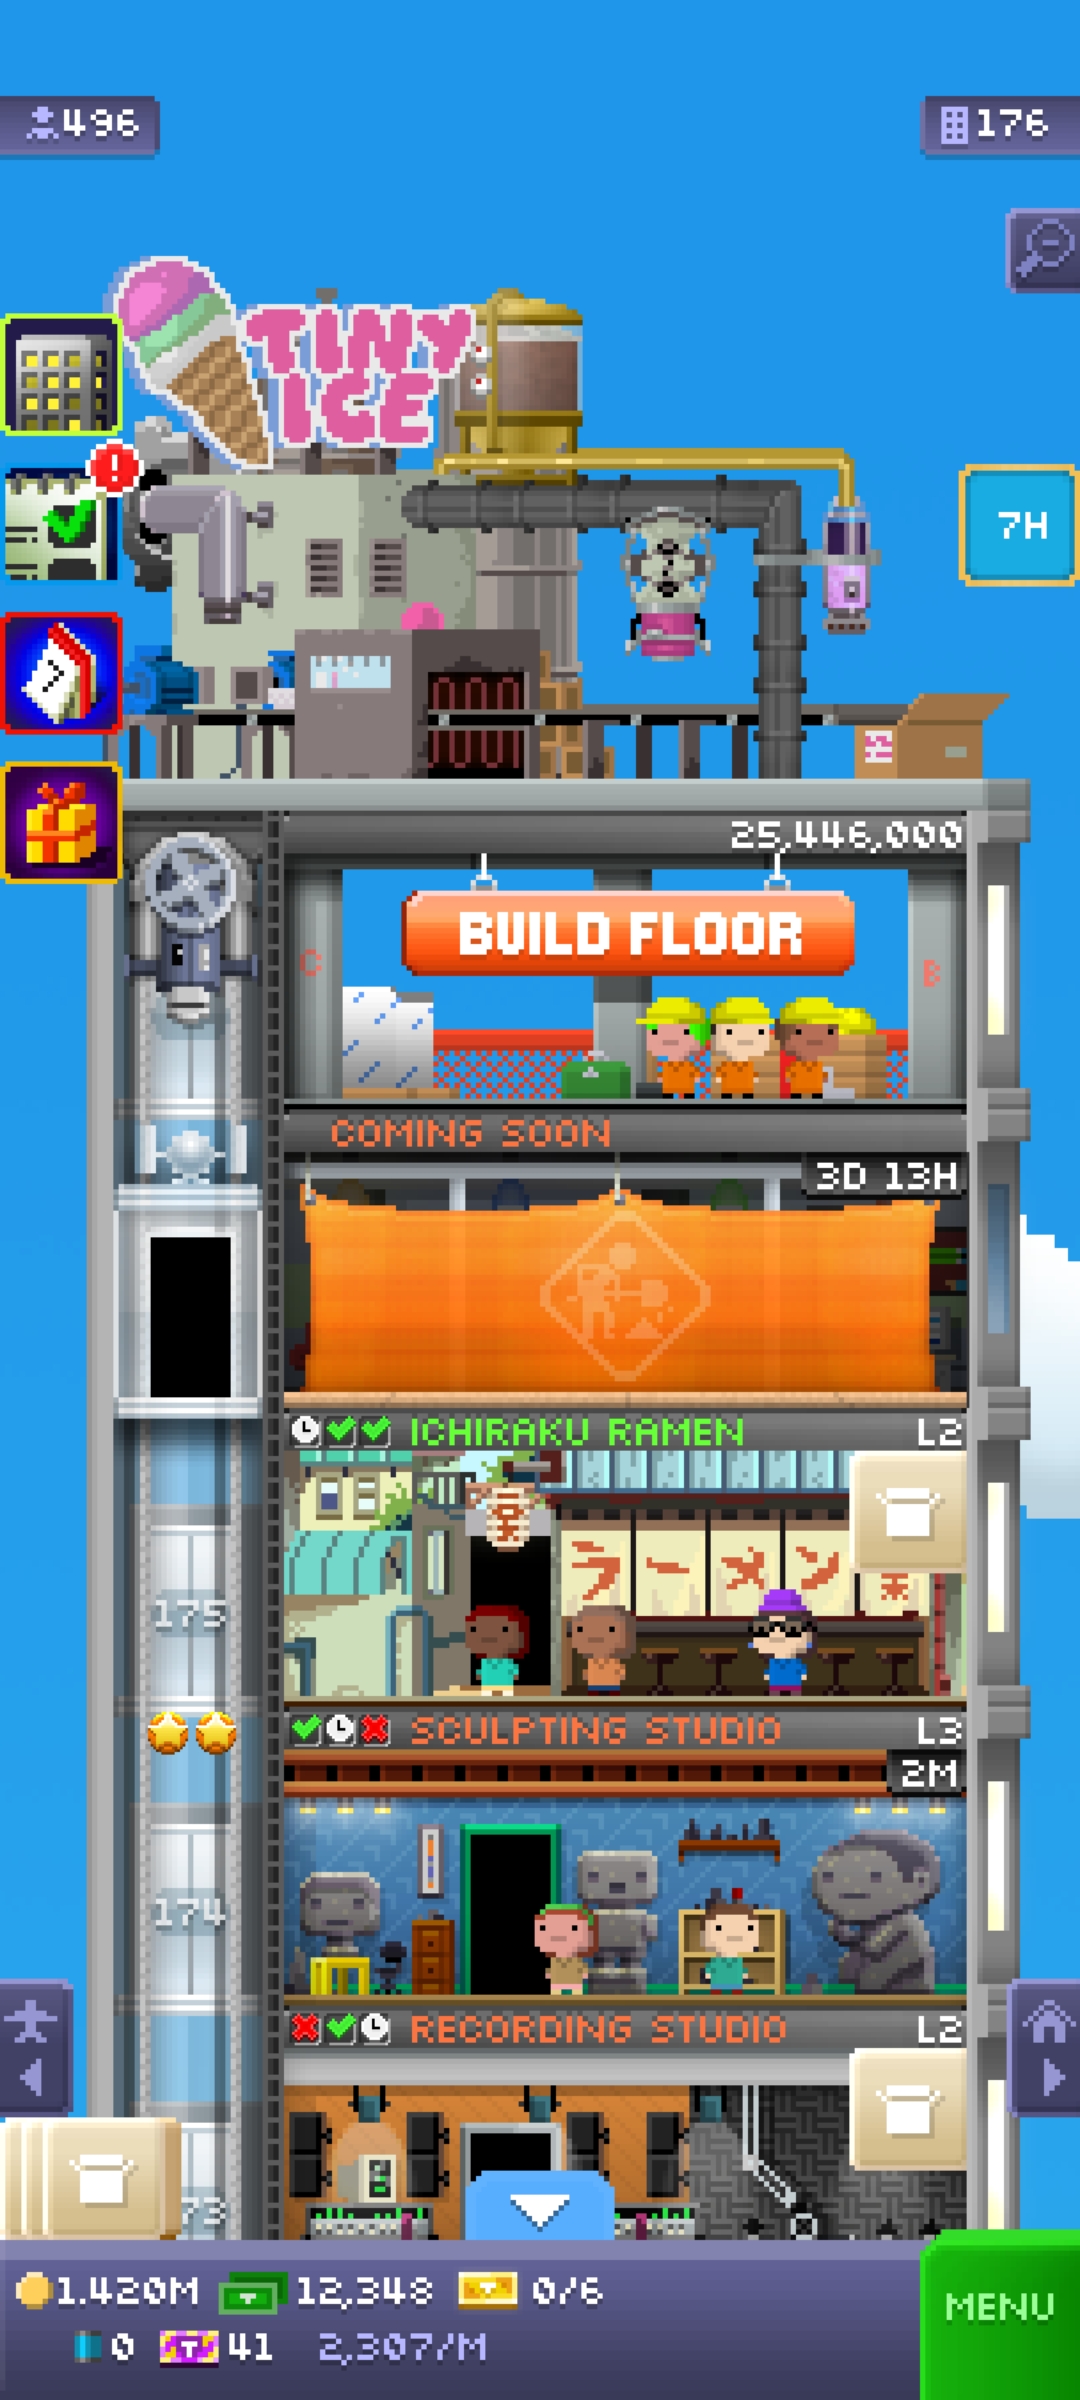 496
176
TINY
ICE
7H
25,446,000
BUILD FLOOR
C
B
COMING SOON
3D 13H
ICHIRAKU RAMEN
L2
ラーメン
175
SCULPTING STUDIO
L3
2M
174
RECORDING STUDIO
L2
73
1.420M
12,348
0/6
0
T
41
2,307/M
MENU